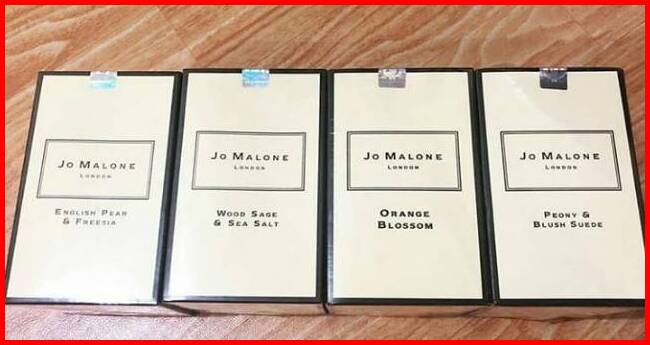 JO MALONE
LONDON
ENGLISH PEAR
& FREESIA
JO MALONE
LONDON
WOOD SAGE
& SEA SALT
JO MALONE
LONDON
ORANGE
BLOSSOM
JO MALONE
LONDON
PEONY &
BLUSH SUEDE